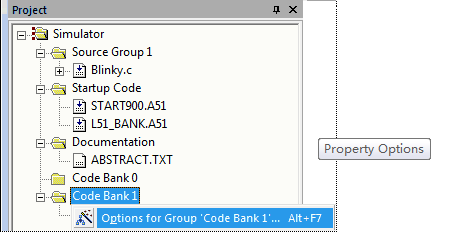 Project
Simulator
Source Group 1
Blinky.c
Startup Code
START900.A51
L51_BANK.A51
Documentation
ABSTRACT.TXT
Property Options
Code Bank 0
Code Bank 1
Options for Group 'Code Bank 1'... Alt+F7